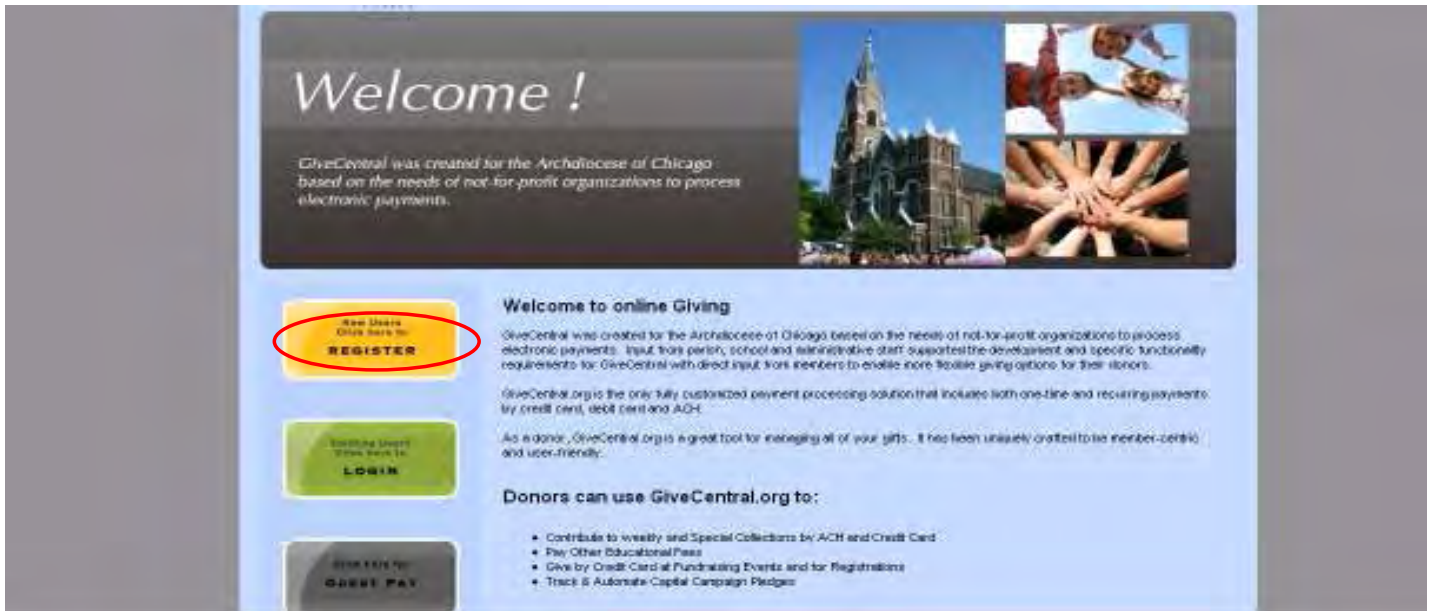 Welcome !
GiveCentral was created for the Archdiocese of Chicago
based on the needs of not-for-profit organizations to process
electronic payments.
New Users
Click here to
REGISTER
Existing Users
Click here to
LOGIN
Click here for
GUEST PAY
Welcome to online Giving
GiveCentral was created for the Archdiocese of Chicago based on the needs of not-for-profit organizations to process
electronic payments. Input from parish, school and administrative staff supported the development and specific functionality
requirements for GiveCentral with direct input from members to enable more flexible giving options for their donors.
GiveCentral.org is the only fully customized payment processing solution that includes both one-time and recurring payments
by credit card, debit card and ACH.
As a donor, GiveCentral.org is a great tool for managing all of your gifts. It has been uniquely crafted to be member-centric
and user-friendly.
Donors can use GiveCentral.org to:
• Contribute to weekly and Special Collections by ACH and Credit Card
• Pay Other Educational Fees
• Give by Credit Card at Fundraising Events and for Registrations
• Track & Automate Capital Campaign Pledges